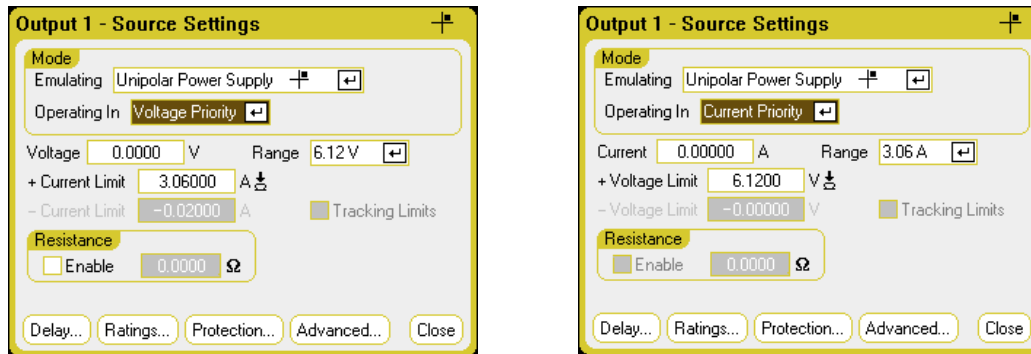 Output 1 - Source Settings
Mode
Emulating Unipolar Power Supply
Operating In Voltage Priority
Voltage 0.0000 V Range 6.12 V
+ Current Limit 3.06000 A
- Current Limit -0.02000 A Tracking Limits
Resistance
Enable 0.0000 Ω
Delay... Ratings... Protection... Advanced... Close
Output 1 - Source Settings
Mode
Emulating Unipolar Power Supply
Operating In Current Priority
Current 0.00000 A Range 3.06 A
+ Voltage Limit 6.1200 V
- Voltage Limit -0.00000 V Tracking Limits
Resistance
Enable 0.0000 Ω
Delay... Ratings... Protection... Advanced... Close